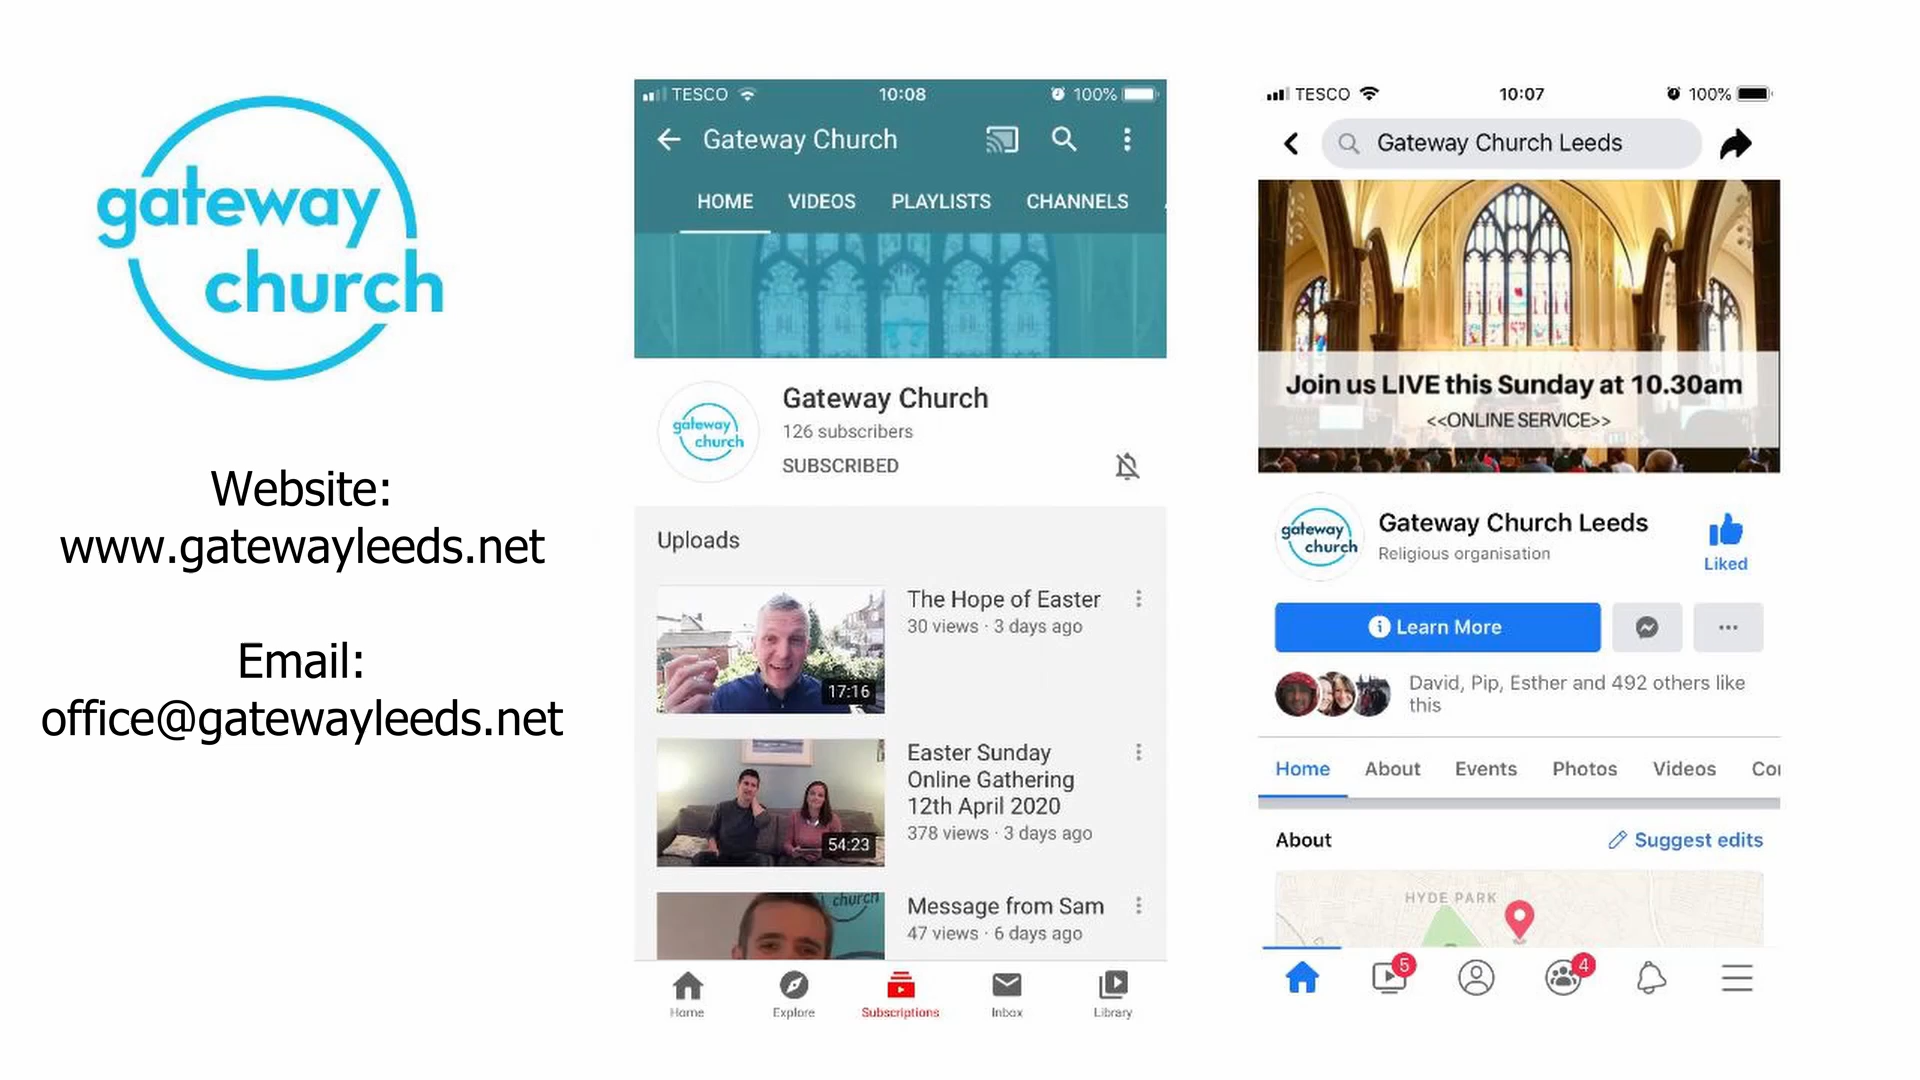 gateway
church
Website:
www.gatewayleeds.net
Email:
office@gatewayleeds.net
TESCO
10:08
100%
Gateway Church
HOME
VIDEOS
PLAYLISTS
CHANNELS
gateway
church
Gateway Church
126 subscribers
SUBSCRIBED
Uploads
17:16
The Hope of Easter
30 views · 3 days ago
54:23
Easter Sunday
Online Gathering
12th April 2020
378 views · 3 days ago
church
Message from Sam
47 views · 6 days ago
Home
Explore
Subscriptions
Inbox
Library
TESCO
10:07
100%
Gateway Church Leeds
Join us LIVE this Sunday at 10.30am
<<ONLINE SERVICE>>
gateway
church
Gateway Church Leeds
Religious organisation
Liked
Learn More
David, Pip, Esther and 492 others like
this
Home
About
Events
Photos
Videos
About
Suggest edits
HYDE PARK
5
4